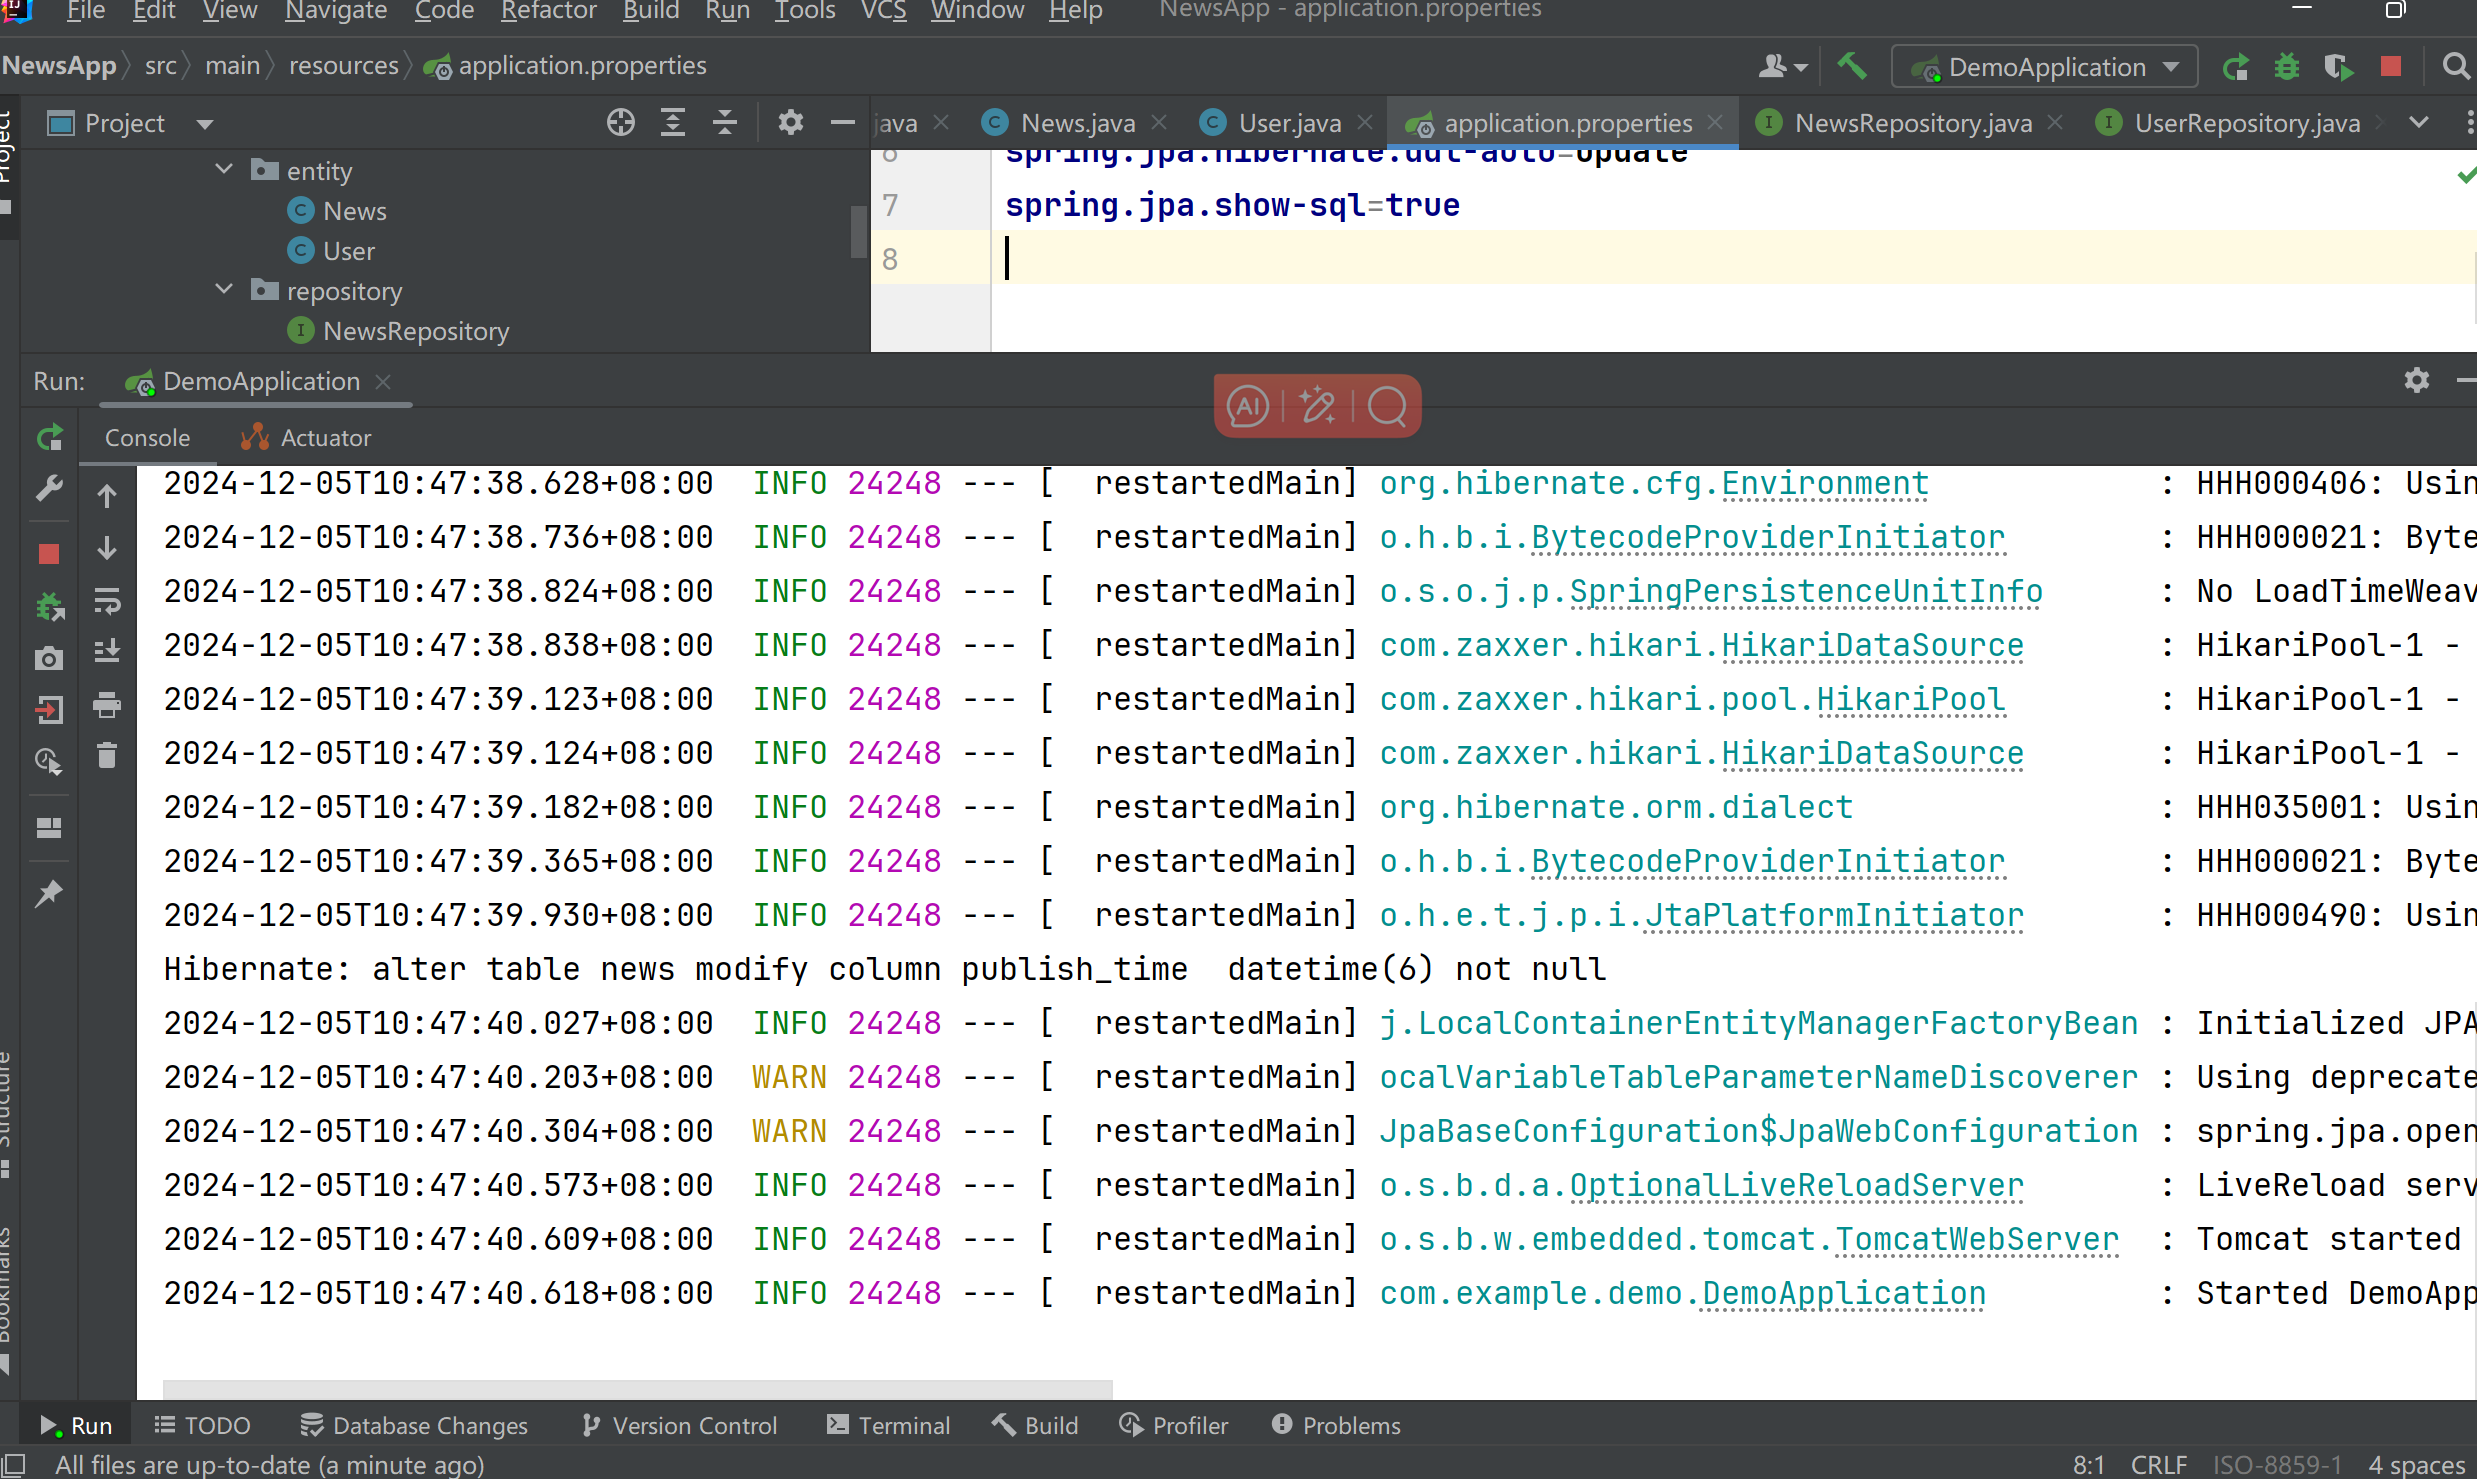 File Edit View Navigate Code Refactor Build Run Tools VCS Window Help NewsApp - application.properties
NewsApp src main resources application.properties DemoApplication
Project java News.java User.java application.properties NewsRepository.java UserRepository.java
Project
entity
News
User
repository
NewsRepository
6 spring.jpa.hibernate.ddl-auto=update
7 spring.jpa.show-sql=true
8
Run: DemoApplication
AI
Console Actuator
2024-12-05T10:47:38.628+08:00 INFO 24248 --- [ restartedMain] org.hibernate.cfg.Environment : HHH000406: Usin
2024-12-05T10:47:38.736+08:00 INFO 24248 --- [ restartedMain] o.h.b.i.BytecodeProviderInitiator : HHH000021: Byte
2024-12-05T10:47:38.824+08:00 INFO 24248 --- [ restartedMain] o.s.o.j.p.SpringPersistenceUnitInfo : No LoadTimeWeav
2024-12-05T10:47:38.838+08:00 INFO 24248 --- [ restartedMain] com.zaxxer.hikari.HikariDataSource : HikariPool-1 -
2024-12-05T10:47:39.123+08:00 INFO 24248 --- [ restartedMain] com.zaxxer.hikari.pool.HikariPool : HikariPool-1 -
2024-12-05T10:47:39.124+08:00 INFO 24248 --- [ restartedMain] com.zaxxer.hikari.HikariDataSource : HikariPool-1 -
2024-12-05T10:47:39.182+08:00 INFO 24248 --- [ restartedMain] org.hibernate.orm.dialect : HHH035001: Usin
2024-12-05T10:47:39.365+08:00 INFO 24248 --- [ restartedMain] o.h.b.i.BytecodeProviderInitiator : HHH000021: Byte
2024-12-05T10:47:39.930+08:00 INFO 24248 --- [ restartedMain] o.h.e.t.j.p.i.JtaPlatformInitiator : HHH000490: Usin
Hibernate: alter table news modify column publish_time datetime(6) not null
2024-12-05T10:47:40.027+08:00 INFO 24248 --- [ restartedMain] j.LocalContainerEntityManagerFactoryBean : Initialized JPA
2024-12-05T10:47:40.203+08:00 WARN 24248 --- [ restartedMain] ocalVariableTableParameterNameDiscoverer : Using deprecate
2024-12-05T10:47:40.304+08:00 WARN 24248 --- [ restartedMain] JpaBaseConfiguration$JpaWebConfiguration : spring.jpa.open
2024-12-05T10:47:40.573+08:00 INFO 24248 --- [ restartedMain] o.s.b.d.a.OptionalLiveReloadServer : LiveReload serv
2024-12-05T10:47:40.609+08:00 INFO 24248 --- [ restartedMain] o.s.b.w.embedded.tomcat.TomcatWebServer : Tomcat started
2024-12-05T10:47:40.618+08:00 INFO 24248 --- [ restartedMain] com.example.demo.DemoApplication : Started DemoApp
Structure
Bookmarks
Run TODO Database Changes Version Control Terminal Build Profiler Problems
All files are up-to-date (a minute ago) 8:1 CRLF ISO-8859-1 4 spaces